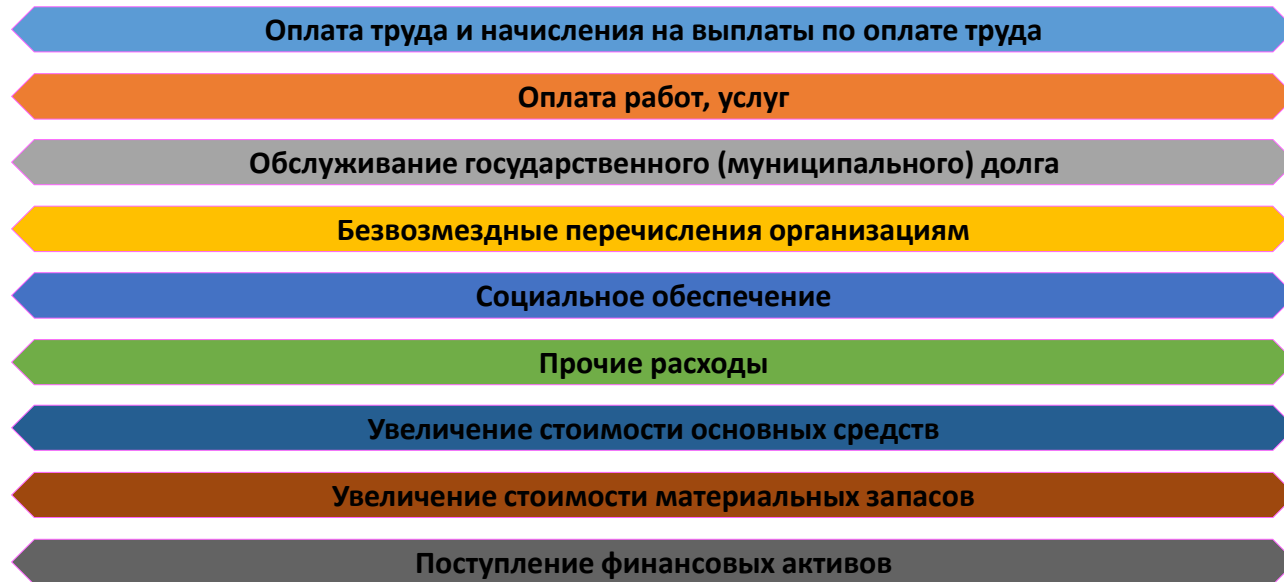 Оплата труда и начисления на выплаты по оплате труда
Оплата работ, услуг
Обслуживание государственного (муниципального) долга
Безвозмездные перечисления организациям
Социальное обеспечение
Прочие расходы
Увеличение стоимости основных средств
Увеличение стоимости материальных запасов
Поступление финансовых активов